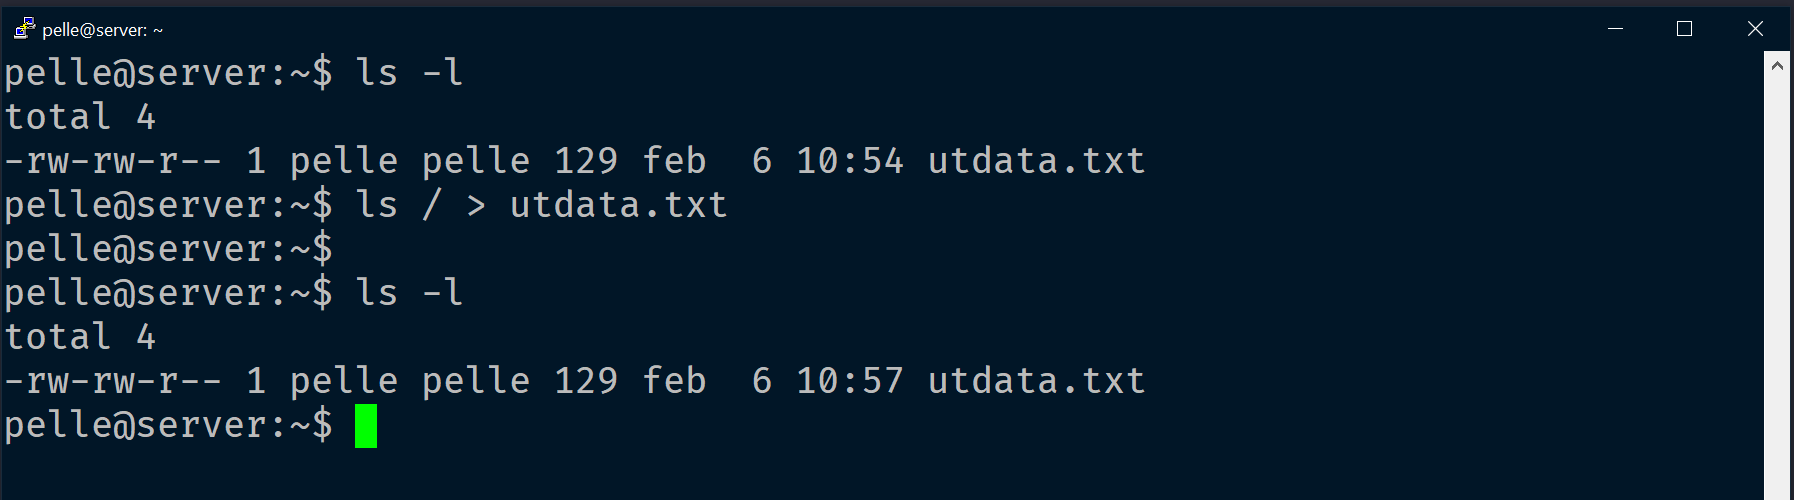 pelle@server: ~
pelle@server:~$ ls -l
total 4
-rw-rw-r-- 1 pelle pelle 129 feb  6 10:54 utdata.txt
pelle@server:~$ ls / > utdata.txt
pelle@server:~$
pelle@server:~$ ls -l
total 4
-rw-rw-r-- 1 pelle pelle 129 feb  6 10:57 utdata.txt
pelle@server:~$